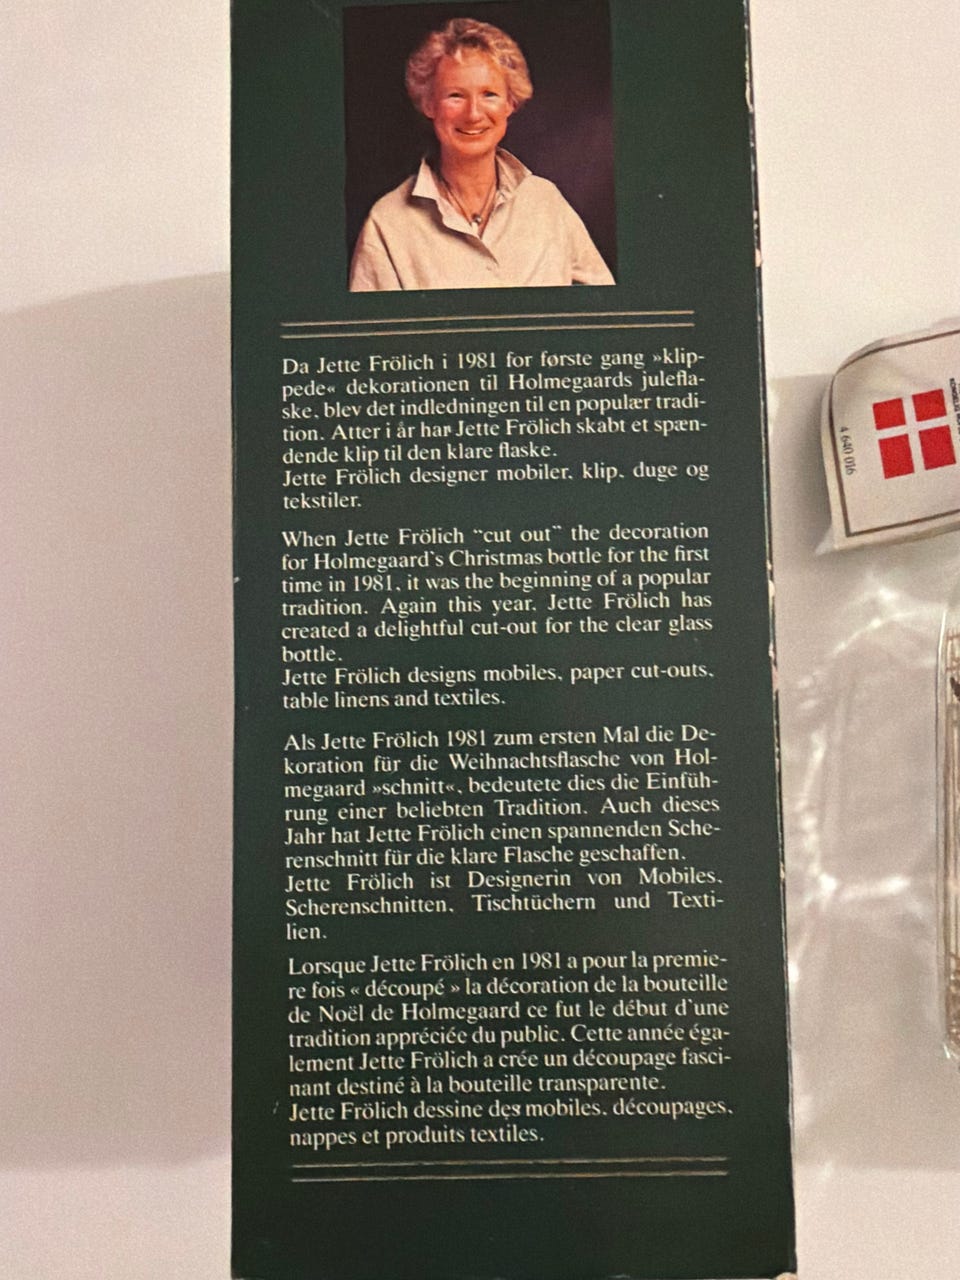 Da Jette Frölich i 1981 for første gang »klip-
pede« dekorationen til Holmegaards julefla-
ske, blev det indledningen til en populær tradi-
tion. Atter i år har Jette Frölich skabt et spæn-
dende klip til den klare flaske.
Jette Frölich designer mobiler, klip, duge og
tekstiler.
When Jette Frölich “cut out” the decoration
for Holmegaard's Christmas bottle for the first
time in 1981, it was the beginning of a popular
tradition. Again this year, Jette Frölich has
created a delightful cut-out for the clear glass
bottle.
Jette Frölich designs mobiles, paper cut-outs,
table linens and textiles.
Als Jette Frölich 1981 zum ersten Mal die De-
koration für die Weihnachtsflasche von Hol-
megaard »schnitt«, bedeutete dies die Einfüh-
rung einer beliebten Tradition. Auch dieses
Jahr hat Jette Frölich einen spannenden Sche-
renschnitt für die klare Flasche geschaffen.
Jette Frölich ist Designerin von Mobiles,
Scherenschnitten, Tischtüchern und Texti-
lien.
Lorsque Jette Frölich en 1981 a pour la premie-
re fois « découpé » la décoration de la bouteille
de Noël de Holmegaard ce fut le début d'une
tradition appréciée du public. Cette année éga-
lement Jette Frölich a crée un découpage fasci-
nant destiné à la bouteille transparente.
Jette Frölich dessine des mobiles, découpages,
nappes et produits textiles.
4 640 016